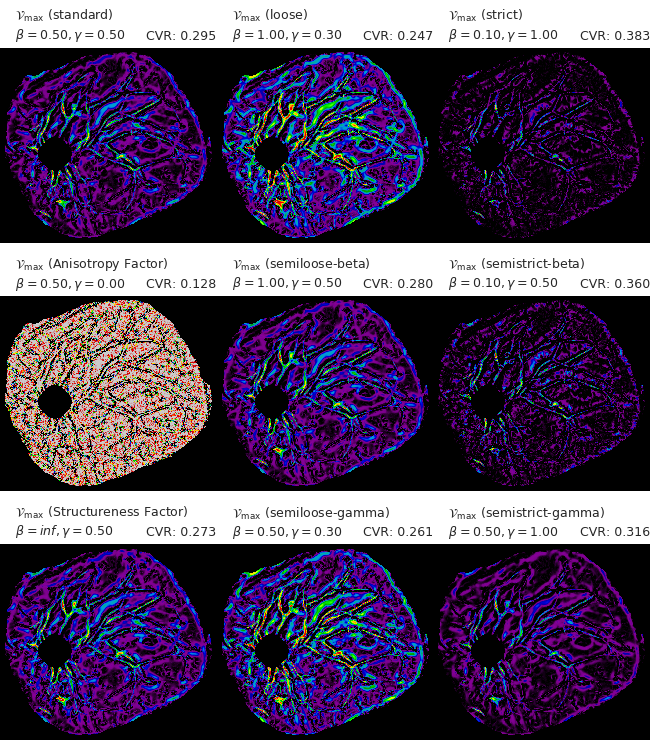 𝒱max (standard)
β = 0.50, γ = 0.50 CVR: 0.295
𝒱max (loose)
β = 1.00, γ = 0.30 CVR: 0.247
𝒱max (strict)
β = 0.10, γ = 1.00 CVR: 0.383
𝒱max (Anisotropy Factor)
β = 0.50, γ = 0.00 CVR: 0.128
𝒱max (semiloose-beta)
β = 1.00, γ = 0.50 CVR: 0.280
𝒱max (semistrict-beta)
β = 0.10, γ = 0.50 CVR: 0.360
𝒱max (Structureness Factor)
β = inf, γ = 0.50 CVR: 0.273
𝒱max (semiloose-gamma)
β = 0.50, γ = 0.30 CVR: 0.261
𝒱max (semistrict-gamma)
β = 0.50, γ = 1.00 CVR: 0.316